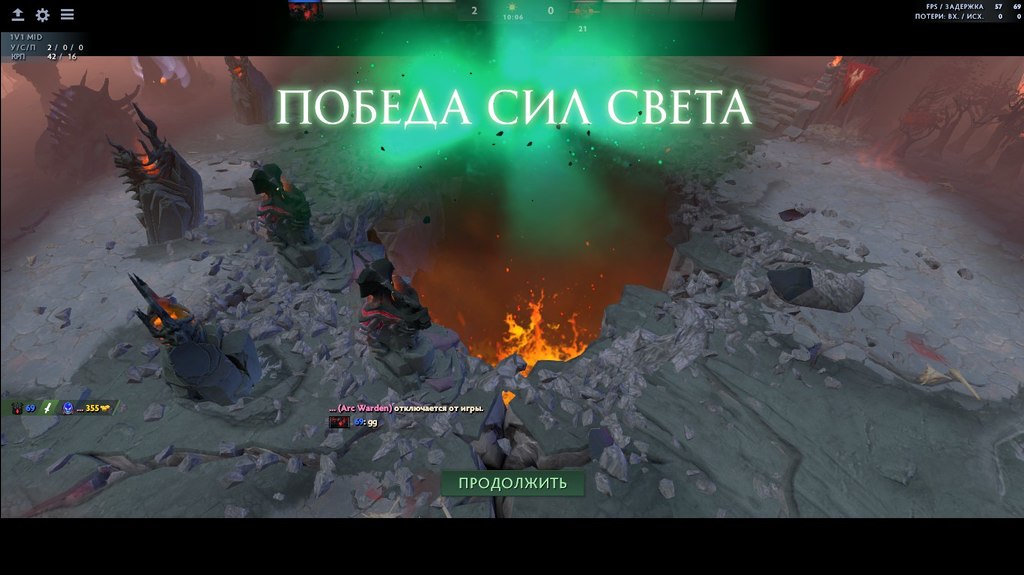 2 0
10:06
21
FPS / ЗАДЕРЖКА 57 69
ПОТЕРИ: ВХ. / ИСХ. 0 0
1V1 MID
У/С/П 2/ 0/ 0
КРП 42 / 16
ПОБЕДА СИЛ СВЕТА
69 ... 355
... (Arc Warden) отключается от игры.
69: gg
ПРОДОЛЖИТЬ